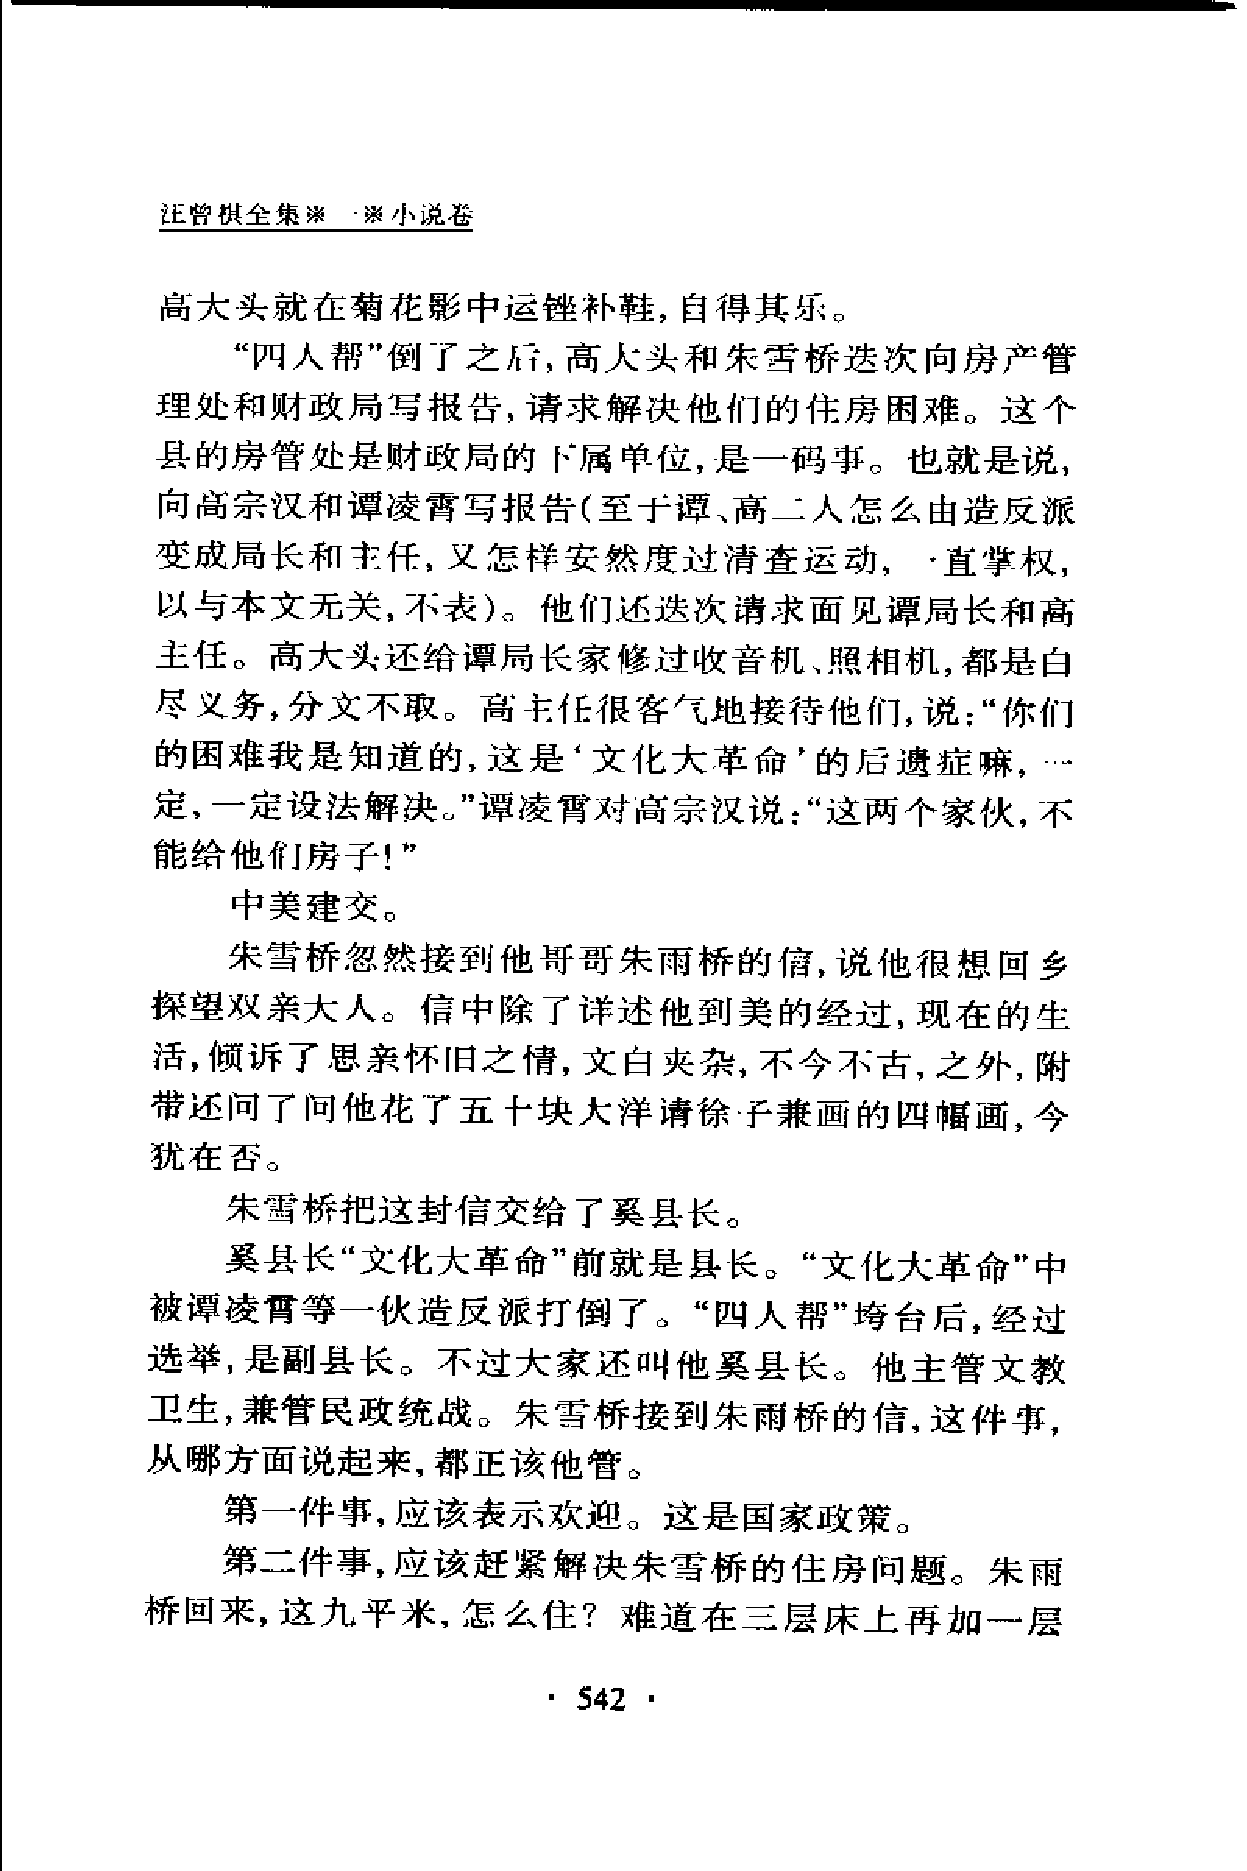 汪曾祺全集※一※小说卷
高大头就在菊花影中运锉补鞋,自得其乐。
“四人帮”倒了之后,高大头和朱雪桥迭次向房产管
理处和财政局写报告,请求解决他们的住房困难。这个
县的房管处是财政局的下属单位,是一码事。也就是说,
向高宗汉和谭凌霄写报告(至于谭、高二人怎么由造反派
变成局长和主任,又怎样安然度过清查运动,一直掌权,
以与本文无关,不表)。他们还迭次请求面见谭局长和高
主任。高大头还给谭局长家修过收音机、照相机,都是白
尽义务,分文不取。高主任很客气地接待他们,说:“你们
的困难我是知道的,这是‘文化大革命’的后遗症嘛,一
定,一定设法解决。”谭凌霄对高宗汉说:“这两个家伙,不
能给他们房子!”
中美建交。
朱雪桥忽然接到他哥哥朱雨桥的信,说他很想回乡
探望双亲大人。信中除了详述他到美的经过,现在的生
活,倾诉了思亲怀旧之情,文白夹杂,不今不古,之外,附
带还问了问他花了五十块大洋请徐子兼画的四幅画,今
犹在否。
朱雪桥把这封信交给了奚县长。
奚县长“文化大革命”前就是县长。“文化大革命”中
被谭凌霄等一伙造反派打倒了。“四人帮”垮台后,经过
选举,是副县长。不过大家还叫他奚县长。他主管文教
卫生,兼管民政统战。朱雪桥接到朱雨桥的信,这件事,
从哪方面说起来,都正该他管。
第一件事,应该表示欢迎。这是国家政策。
第二件事,应该赶紧解决朱雪桥的住房问题。朱雨
桥回来,这九平米,怎么住?难道在三层床上再加一层
· 542 ·